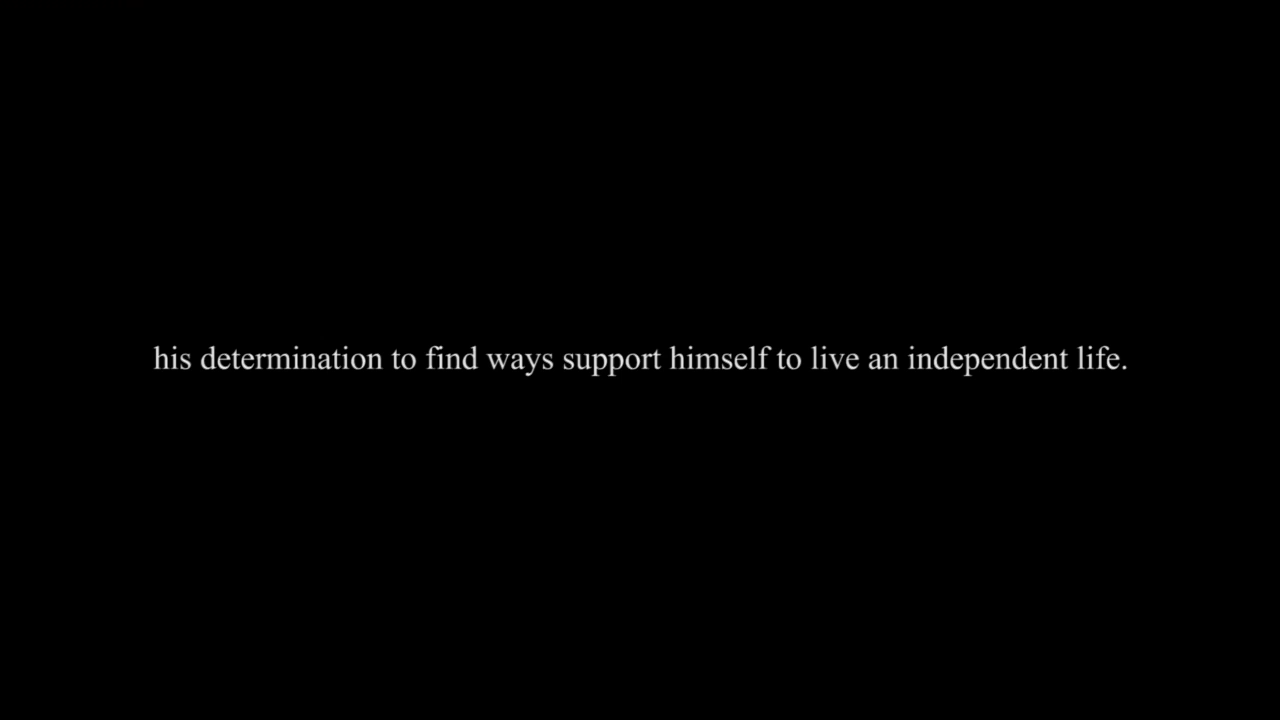 his determination to find ways support himself to live an independent life.